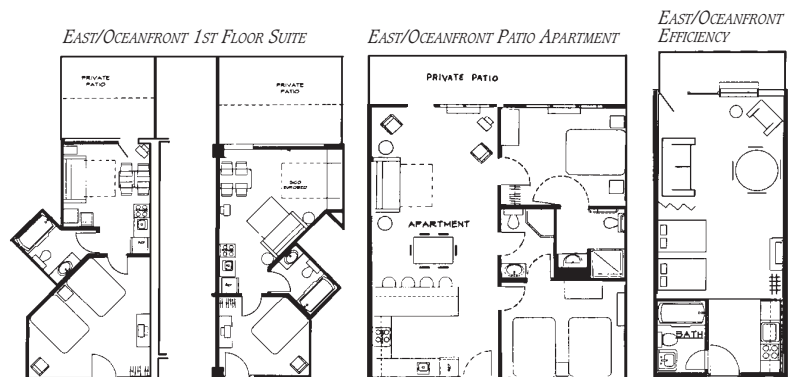 EAST/OCEANFRONT 1ST FLOOR SUITE
EAST/OCEANFRONT PATIO APARTMENT
EAST/OCEANFRONT
EFFICIENCY
PRIVATE
PATIO
PRIVATE
PATIO
PRIVATE PATIO
APARTMENT
BATH
REF